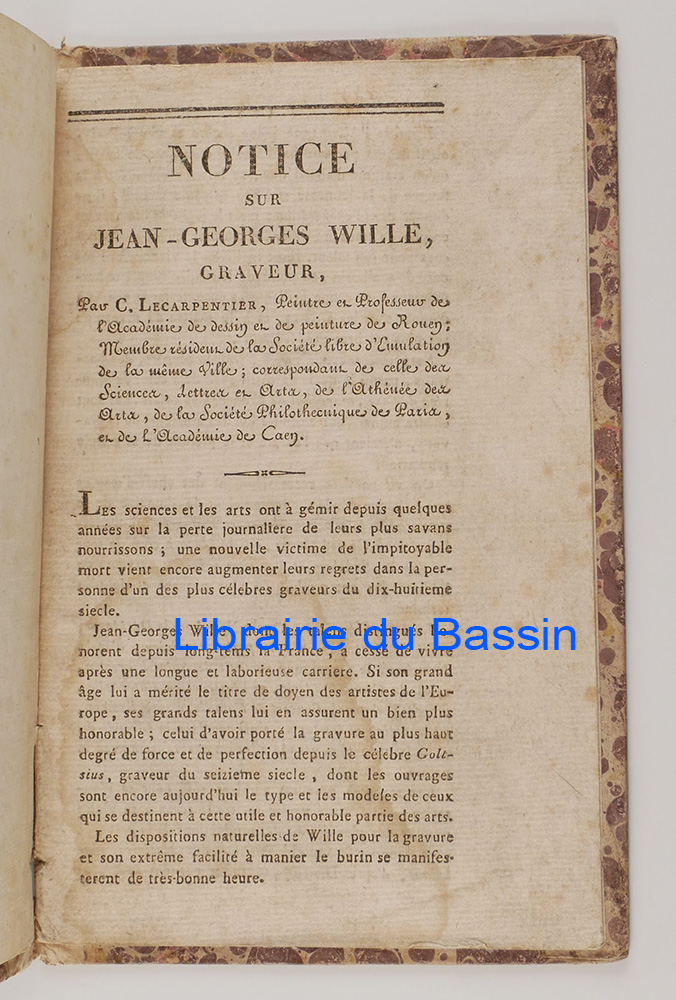 NOTICE
SUR
JEAN-GEORGES WILLE,
GRAVEUR,
Par C. LECARPENTIER, Peintre et Professeur de
l'Académie de dessin et de peinture de Rouen;
Membre résident de la Société libre d'Emulation
de la même Ville; correspondant de celle des
Sciences, Lettres et Arts, de l'Athénée des
Arts, de la Société Philotechnique de Paris,
et de L'Académie de Caen.
LES sciences et les arts ont à gémir depuis quelques
années sur la perte journaliere de leurs plus savans
nourrissons; une nouvelle victime de l'impitoyable
mort vient encore augmenter leurs regrets dans la per-
sonne d'un des plus célebres graveurs du dix-huitieme
siecle.
Jean-Georges Wille dont les talens distingués ho-
norent depuis long-tems la France, a cessé de vivre
après une longue et laborieuse carriere. Si son grand
âge lui a mérité le titre de doyen des artistes de l'Eu-
rope, ses grands talens lui en assurent un bien plus
honorable; celui d'avoir porté la gravure au plus haut
degré de force et de perfection depuis le célebre Golt-
sius, graveur du seizieme siecle, dont les ouvrages
sont encore aujourd'hui le type et les modeles de ceux
qui se destinent à cette utile et honorable partie des arts.
Les dispositions naturelles de Wille pour la gravure
et son extrême facilité à manier le burin se manifes-
terent de très-bonne heure.
Librairie du Bassin